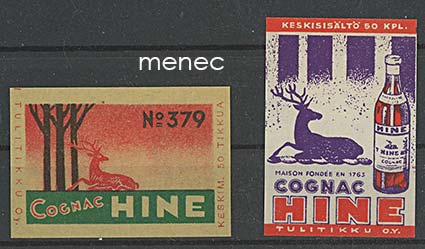 menec
TULITIKKU OY.
Nº379
KESKIM. 50 TIKKUA
COGNAC HINE
KESKISISÄLTÖ 50 KPL.
HINE
HINE
MAISON FONDÉE EN 1763
COGNAC
HINE
TULITIKKU O.Y.